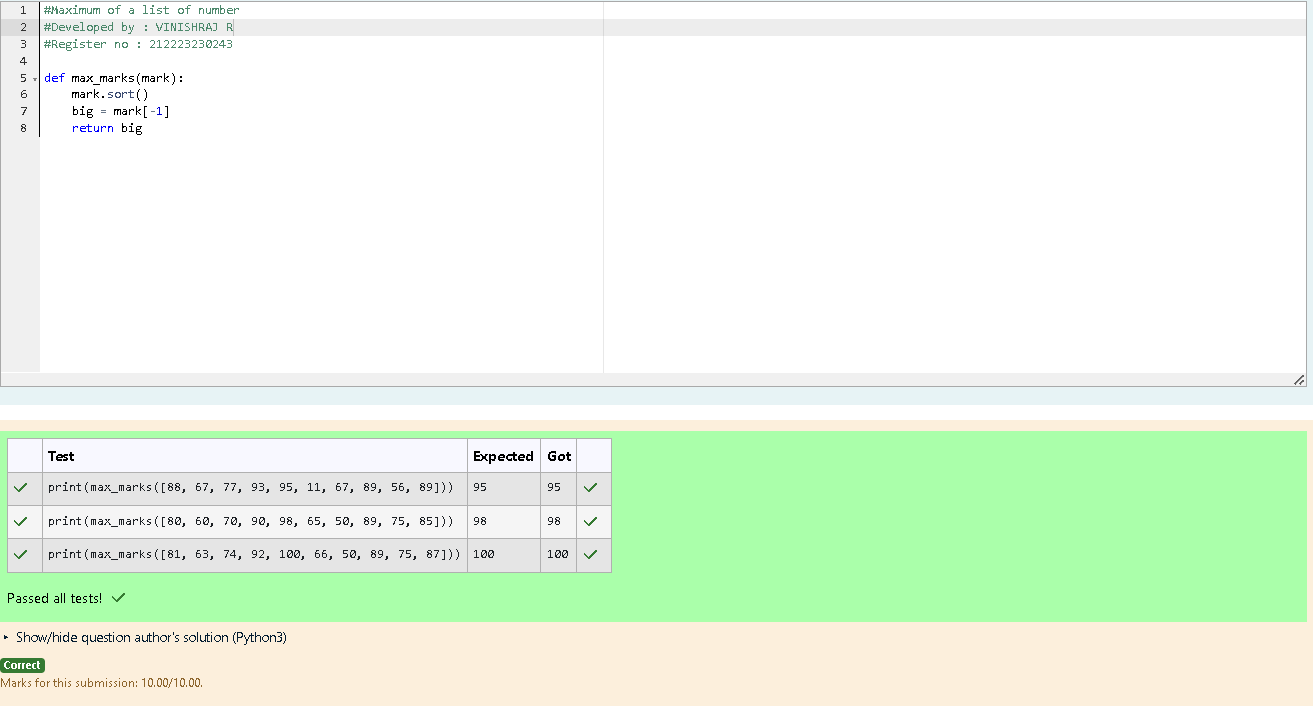 1 #Maximum of a list of number
2 #Developed by : VINISHRAJ R
3 #Register no : 212223230243
4
5 def max_marks(mark):
6     mark.sort()
7     big = mark[-1]
8     return big
Test Expected Got
print(max_marks([88, 67, 77, 93, 95, 11, 67, 89, 56, 89])) 95 95
print(max_marks([80, 60, 70, 90, 98, 65, 50, 89, 75, 85])) 98 98
print(max_marks([81, 63, 74, 92, 100, 66, 50, 89, 75, 87])) 100 100
Passed all tests!
Show/hide question author's solution (Python3)
Correct
Marks for this submission: 10.00/10.00.